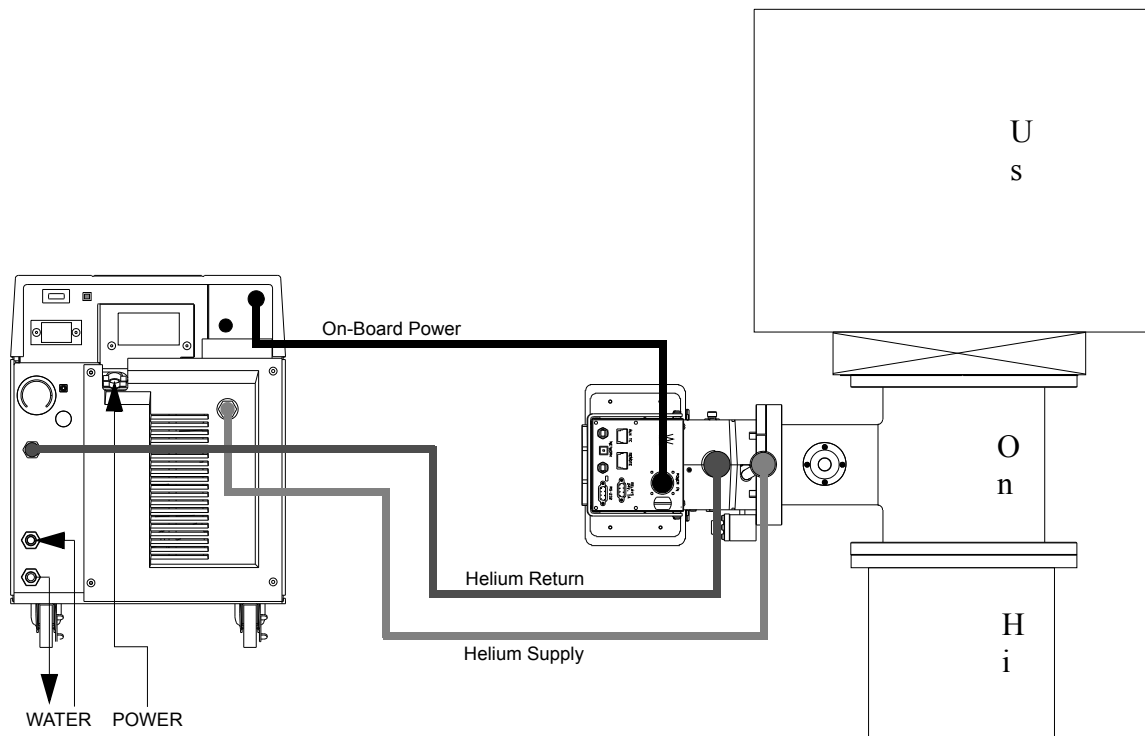 U
s
On-Board Power
O
n
Helium Return
Helium Supply
H
i
WATER
POWER